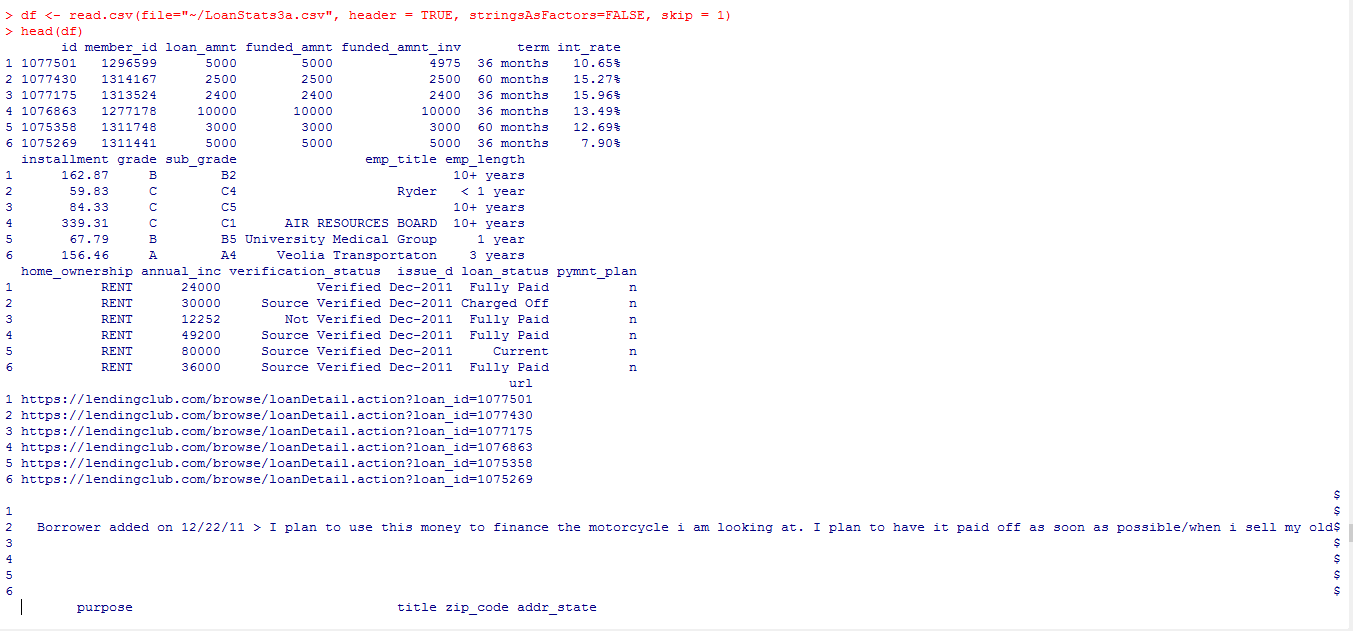 > df <- read.csv(file="~/LoanStats3a.csv", header = TRUE, stringsAsFactors=FALSE, skip = 1)
> head(df)
       id member_id loan_amnt funded_amnt funded_amnt_inv       term int_rate
1 1077501   1296599      5000        5000            4975  36 months   10.65%
2 1077430   1314167      2500        2500            2500  60 months   15.27%
3 1077175   1313524      2400        2400            2400  36 months   15.96%
4 1076863   1277178     10000       10000           10000  36 months   13.49%
5 1075358   1311748      3000        3000            3000  60 months   12.69%
6 1075269   1311441      5000        5000            5000  36 months    7.90%
  installment grade sub_grade                emp_title emp_length
1      162.87     B        B2                           10+ years
2       59.83     C        C4                    Ryder   < 1 year
3       84.33     C        C5                           10+ years
4      339.31     C        C1      AIR RESOURCES BOARD  10+ years
5       67.79     B        B5 University Medical Group     1 year
6      156.46     A        A4     Veolia Transportaton    3 years
  home_ownership annual_inc verification_status  issue_d loan_status pymnt_plan
1           RENT      24000            Verified Dec-2011  Fully Paid          n
2           RENT      30000     Source Verified Dec-2011 Charged Off          n
3           RENT      12252        Not Verified Dec-2011  Fully Paid          n
4           RENT      49200     Source Verified Dec-2011  Fully Paid          n
5           RENT      80000     Source Verified Dec-2011     Current          n
6           RENT      36000     Source Verified Dec-2011  Fully Paid          n
                                                                url
1 https://lendingclub.com/browse/loanDetail.action?loan_id=1077501
2 https://lendingclub.com/browse/loanDetail.action?loan_id=1077430
3 https://lendingclub.com/browse/loanDetail.action?loan_id=1077175
4 https://lendingclub.com/browse/loanDetail.action?loan_id=1076863
5 https://lendingclub.com/browse/loanDetail.action?loan_id=1075358
6 https://lendingclub.com/browse/loanDetail.action?loan_id=1075269
$
1 $
2   Borrower added on 12/22/11 > I plan to use this money to finance the motorcycle i am looking at. I plan to have it paid off as soon as possible/when i sell my old$
3 $
4 $
5 $
6 $
purpose                                 title zip_code addr_state